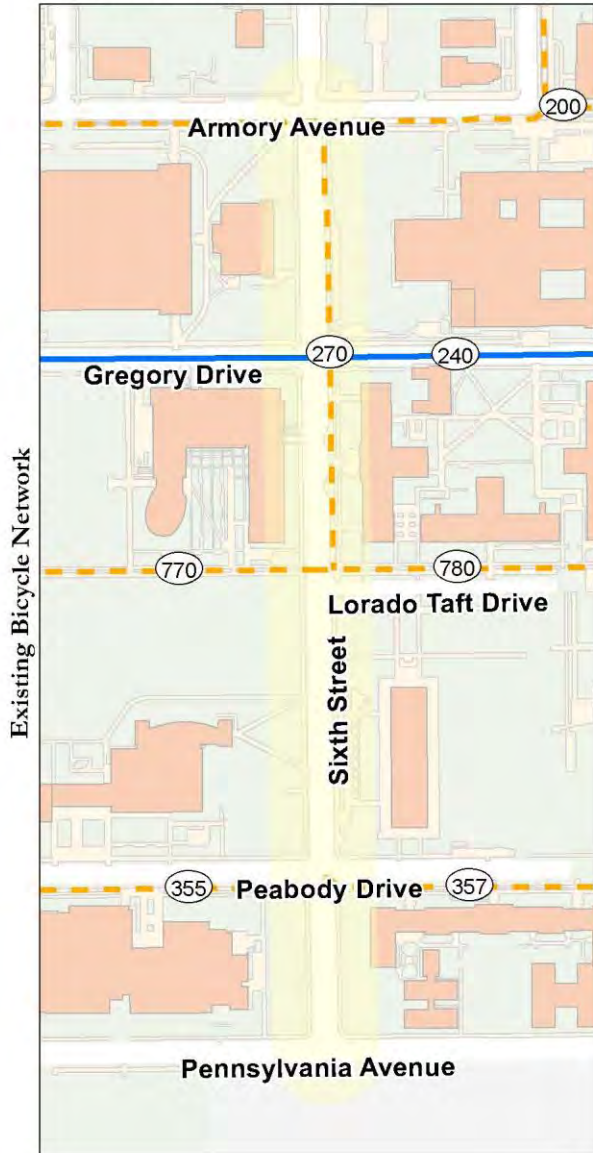 200
Armory Avenue
270
240
Gregory Drive
Existing Bicycle Network
770
780
Lorado Taft Drive
Sixth Street
355
Peabody Drive
357
Pennsylvania Avenue